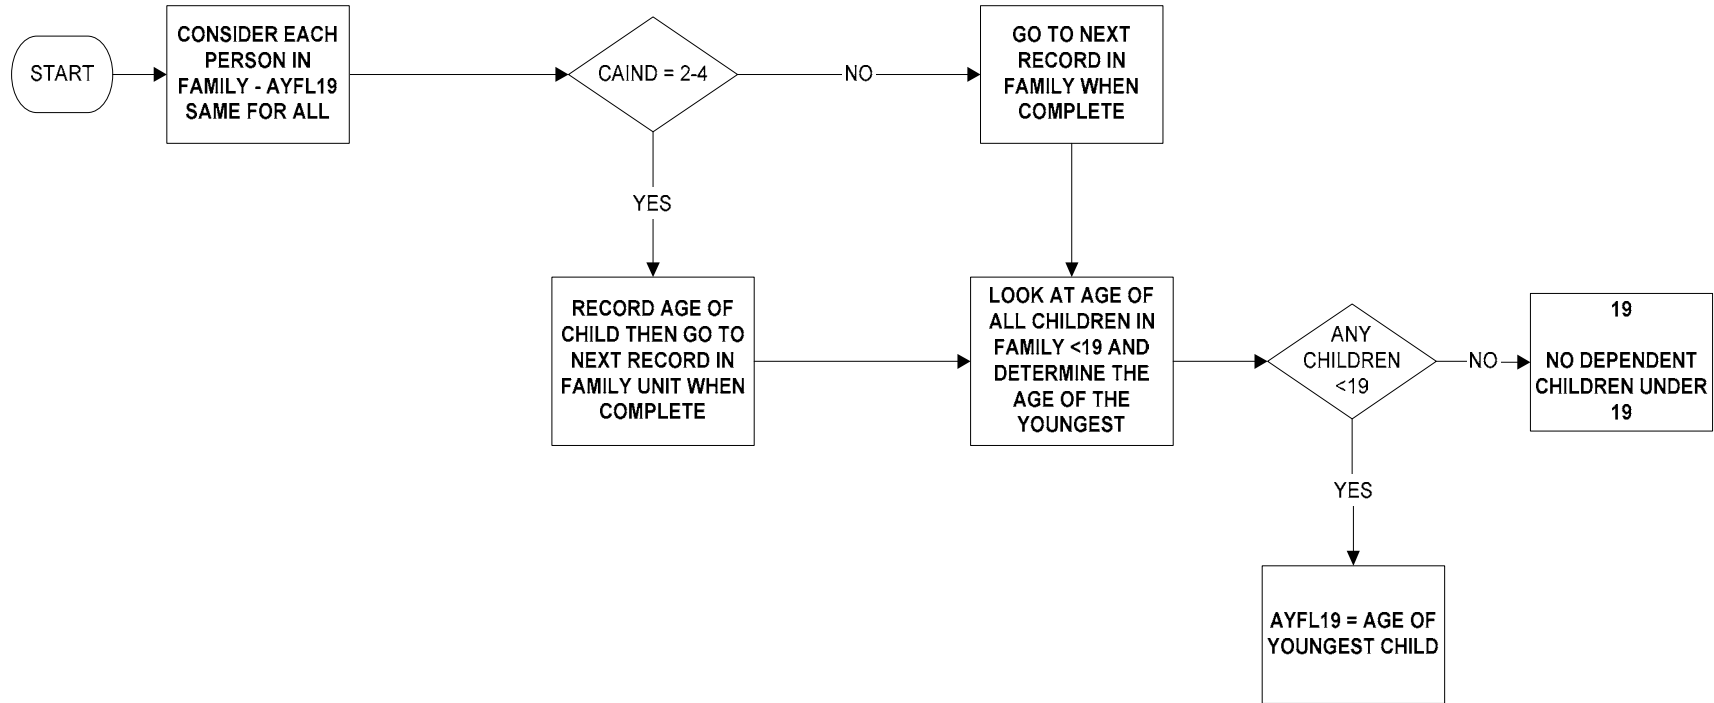 START
CONSIDER EACH
PERSON IN
FAMILY - AYFL19
SAME FOR ALL
CAIND = 2-4
NO
GO TO NEXT
RECORD IN
FAMILY WHEN
COMPLETE
YES
RECORD AGE OF
CHILD THEN GO TO
NEXT RECORD IN
FAMILY UNIT WHEN
COMPLETE
LOOK AT AGE OF
ALL CHILDREN IN
FAMILY <19 AND
DETERMINE THE
AGE OF THE
YOUNGEST
ANY
CHILDREN
<19
NO
19
NO DEPENDENT
CHILDREN UNDER
19
YES
AYFL19 = AGE OF
YOUNGEST CHILD